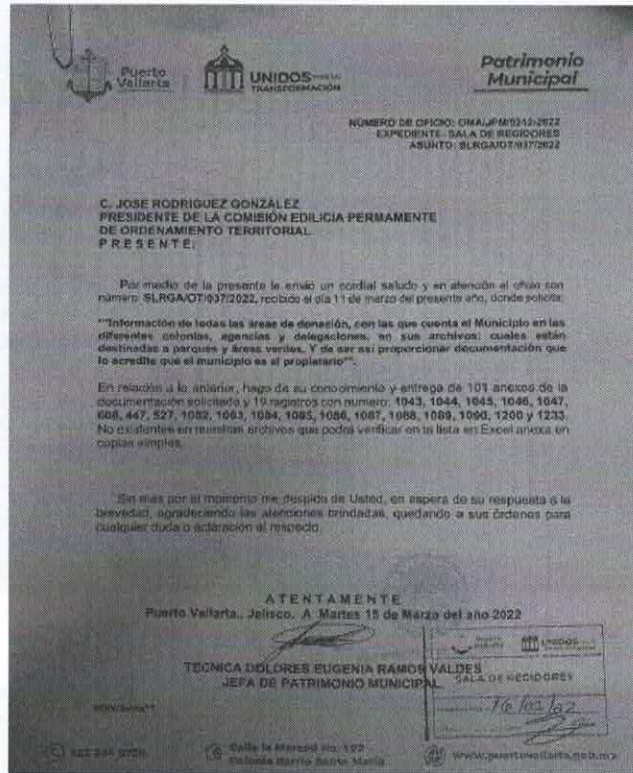 Puerto
Vallarta
UNIDOS POR LA
TRANSFORMACIÓN
Patrimonio
Municipal
NÚMERO DE OFICIO: OMA/JPM/0212-2022
EXPEDIENTE: SALA DE REGIDORES
ASUNTO: SLRGA/OT/037/2022
C. JOSE RODRIGUEZ GONZÁLEZ
PRESIDENTE DE LA COMISIÓN EDILICIA PERMAMENTE
DE ORDENAMIENTO TERRITORIAL
P R E S E N T E:
Por medio de la presente le envió un cordial saludo y en atención al oficio con
número: SLRGA/OT/037/2022, recibido el día 11 de marzo del presente año, donde solicita:
""Información de todas las áreas de donación, con las que cuenta el Municipio en las
diferentes colonias, agencias y delegaciones, en sus archivos; cuales están
destinadas a parques y áreas verdes. Y de ser así proporcionar documentación que
lo acredite que el municipio es el propietario"".
En relación a lo anterior, hago de su conocimiento y entrega de 101 anexos de la
documentación solicitado y 19 registros con numero: 1043, 1044, 1045, 1046, 1047,
608, 447, 527, 1082, 1083, 1084, 1085, 1086, 1087, 1088, 1089, 1090, 1200 y 1233.
No existentes en nuestras archivos que podrá verificar en la lista en Excel anexa en
copias simples.
Sin más por el momento me despido de Usted, en espera de su respuesta a la
brevedad, agradeciendo las atenciones brindadas, quedando a sus órdenes para
cualquier duda o aclaración al respecto.
A T E N T A M E N T E
Puerto Vallarta., Jalisco. A Martes 15 de Marzo del año 2022
TECNICA DOLORES EUGENIA RAMOS VALDES
JEFA DE PATRIMONIO MUNICIPAL
UNIDOS
SALA DE REGIDORES
Calle la Merced No. 192
Colonia Barrio Santa María
www.puertovallarta.gob.mx